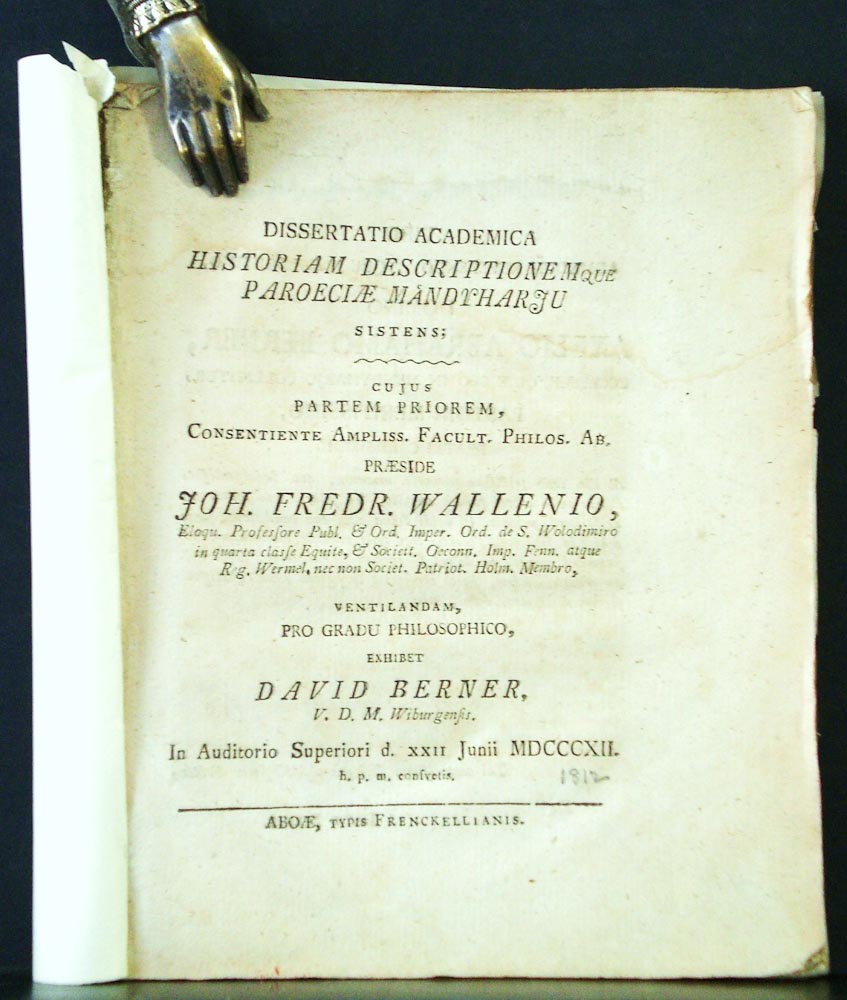 DISSERTATIO ACADEMICA
HISTORIAM DESCRIPTIONEMQUE
PAROECIÆ MÄNDYHARJU
SISTENS;
CUJUS
PARTEM PRIOREM,
CONSENTIENTE AMPLISS. FACULT. PHILOS. AB.
PRÆSIDE
JOH. FREDR. WALLENIO,
Eloqu. Professore Publ. & Ord. Imper. Ord. de S. Wolodimiro
in quarta classe Equite, & Societt. Oeconn. Imp. Fenn. atque
Reg. Wermel. nec non Societ. Patriot. Holm. Membro,
VENTILANDAM,
PRO GRADU PHILOSOPHICO,
EXHIBET
DAVID BERNER,
V. D. M. Wiburgensis.
In Auditorio Superiori d. XXII Junii MDCCCXII.
h. p. m. consvetis.
1812
ABOÆ, TYPIS FRENCKELLIANIS.